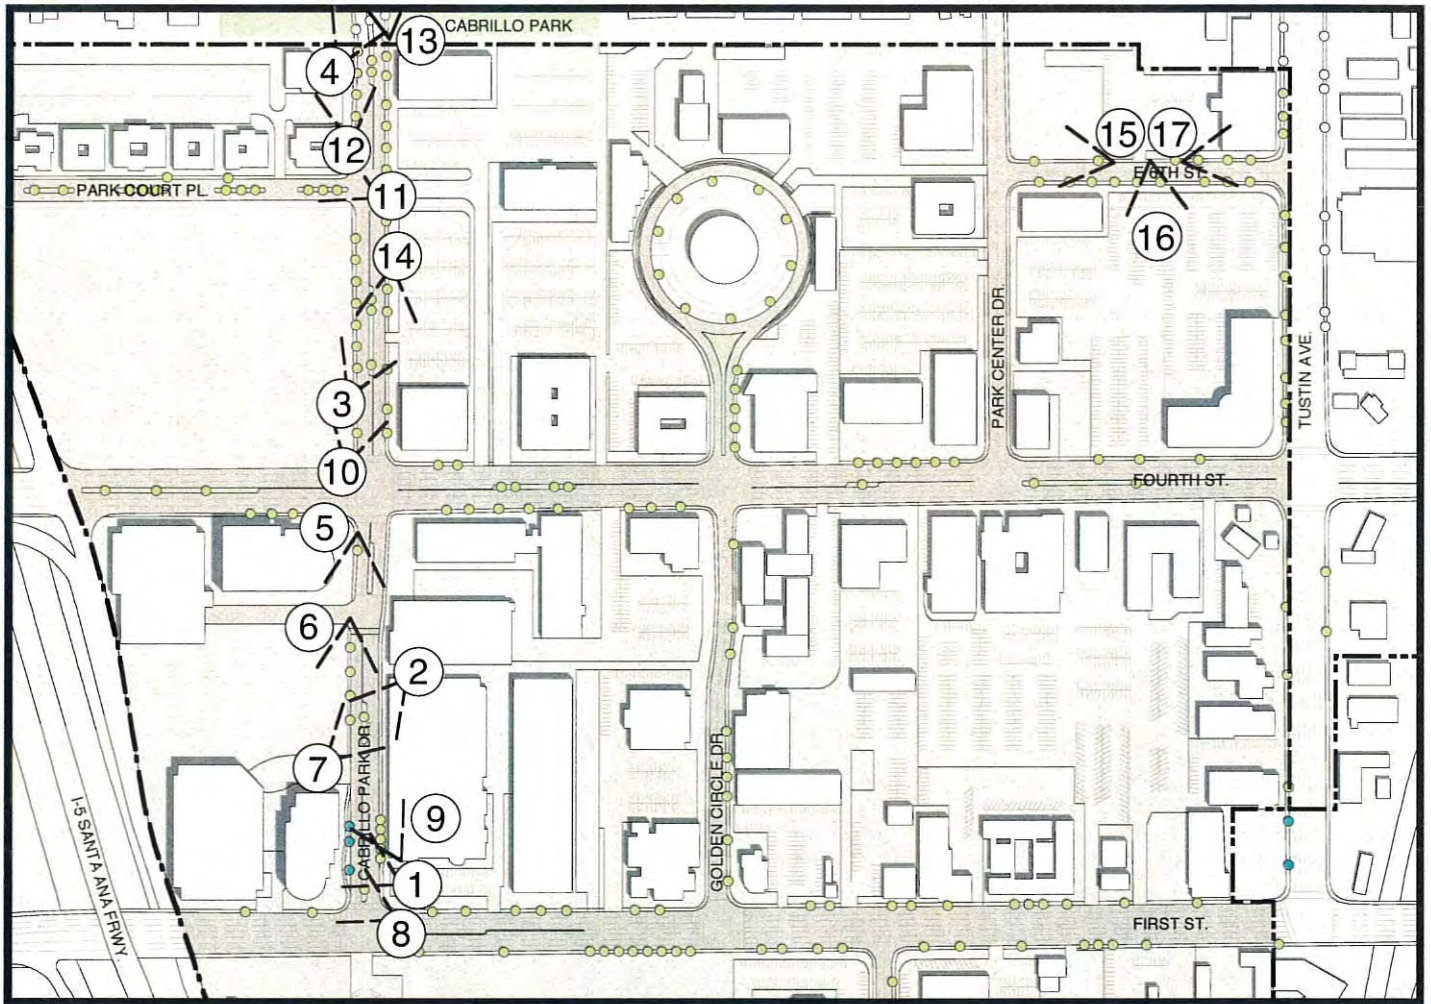 CABRILLO PARK
13
4
15
17
12
E 6TH ST.
PARK COURT PL.
11
16
14
PARK CENTER DR.
TUSTIN AVE.
3
10
FOURTH ST.
5
6
2
7
CABRILLO PARK DR.
GOLDEN CIRCLE DR.
9
1
I-5 SANTA ANA FRWY.
FIRST ST.
8